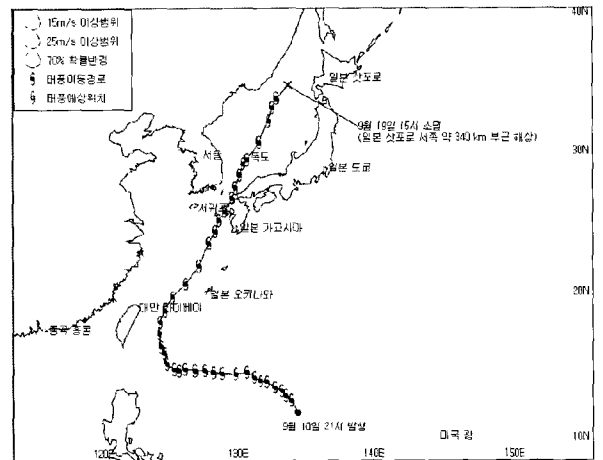 15m/s 이상범위
25m/s 이상범위
70% 확률반경
태풍이동경로
태풍예상위치
40N
일본 삿포로
9월 19일 15시 소멸
(일본 삿포로 서쪽 약 340 km 부근 해상)
서울
독도
30N
일본 도쿄
서귀포
일본 가고시마
20N
일본 오키나와
대만 타이베이
중국 홍콩
9월 10일 21시 발생
미국 괌
10N
120E
130E
140E
150E